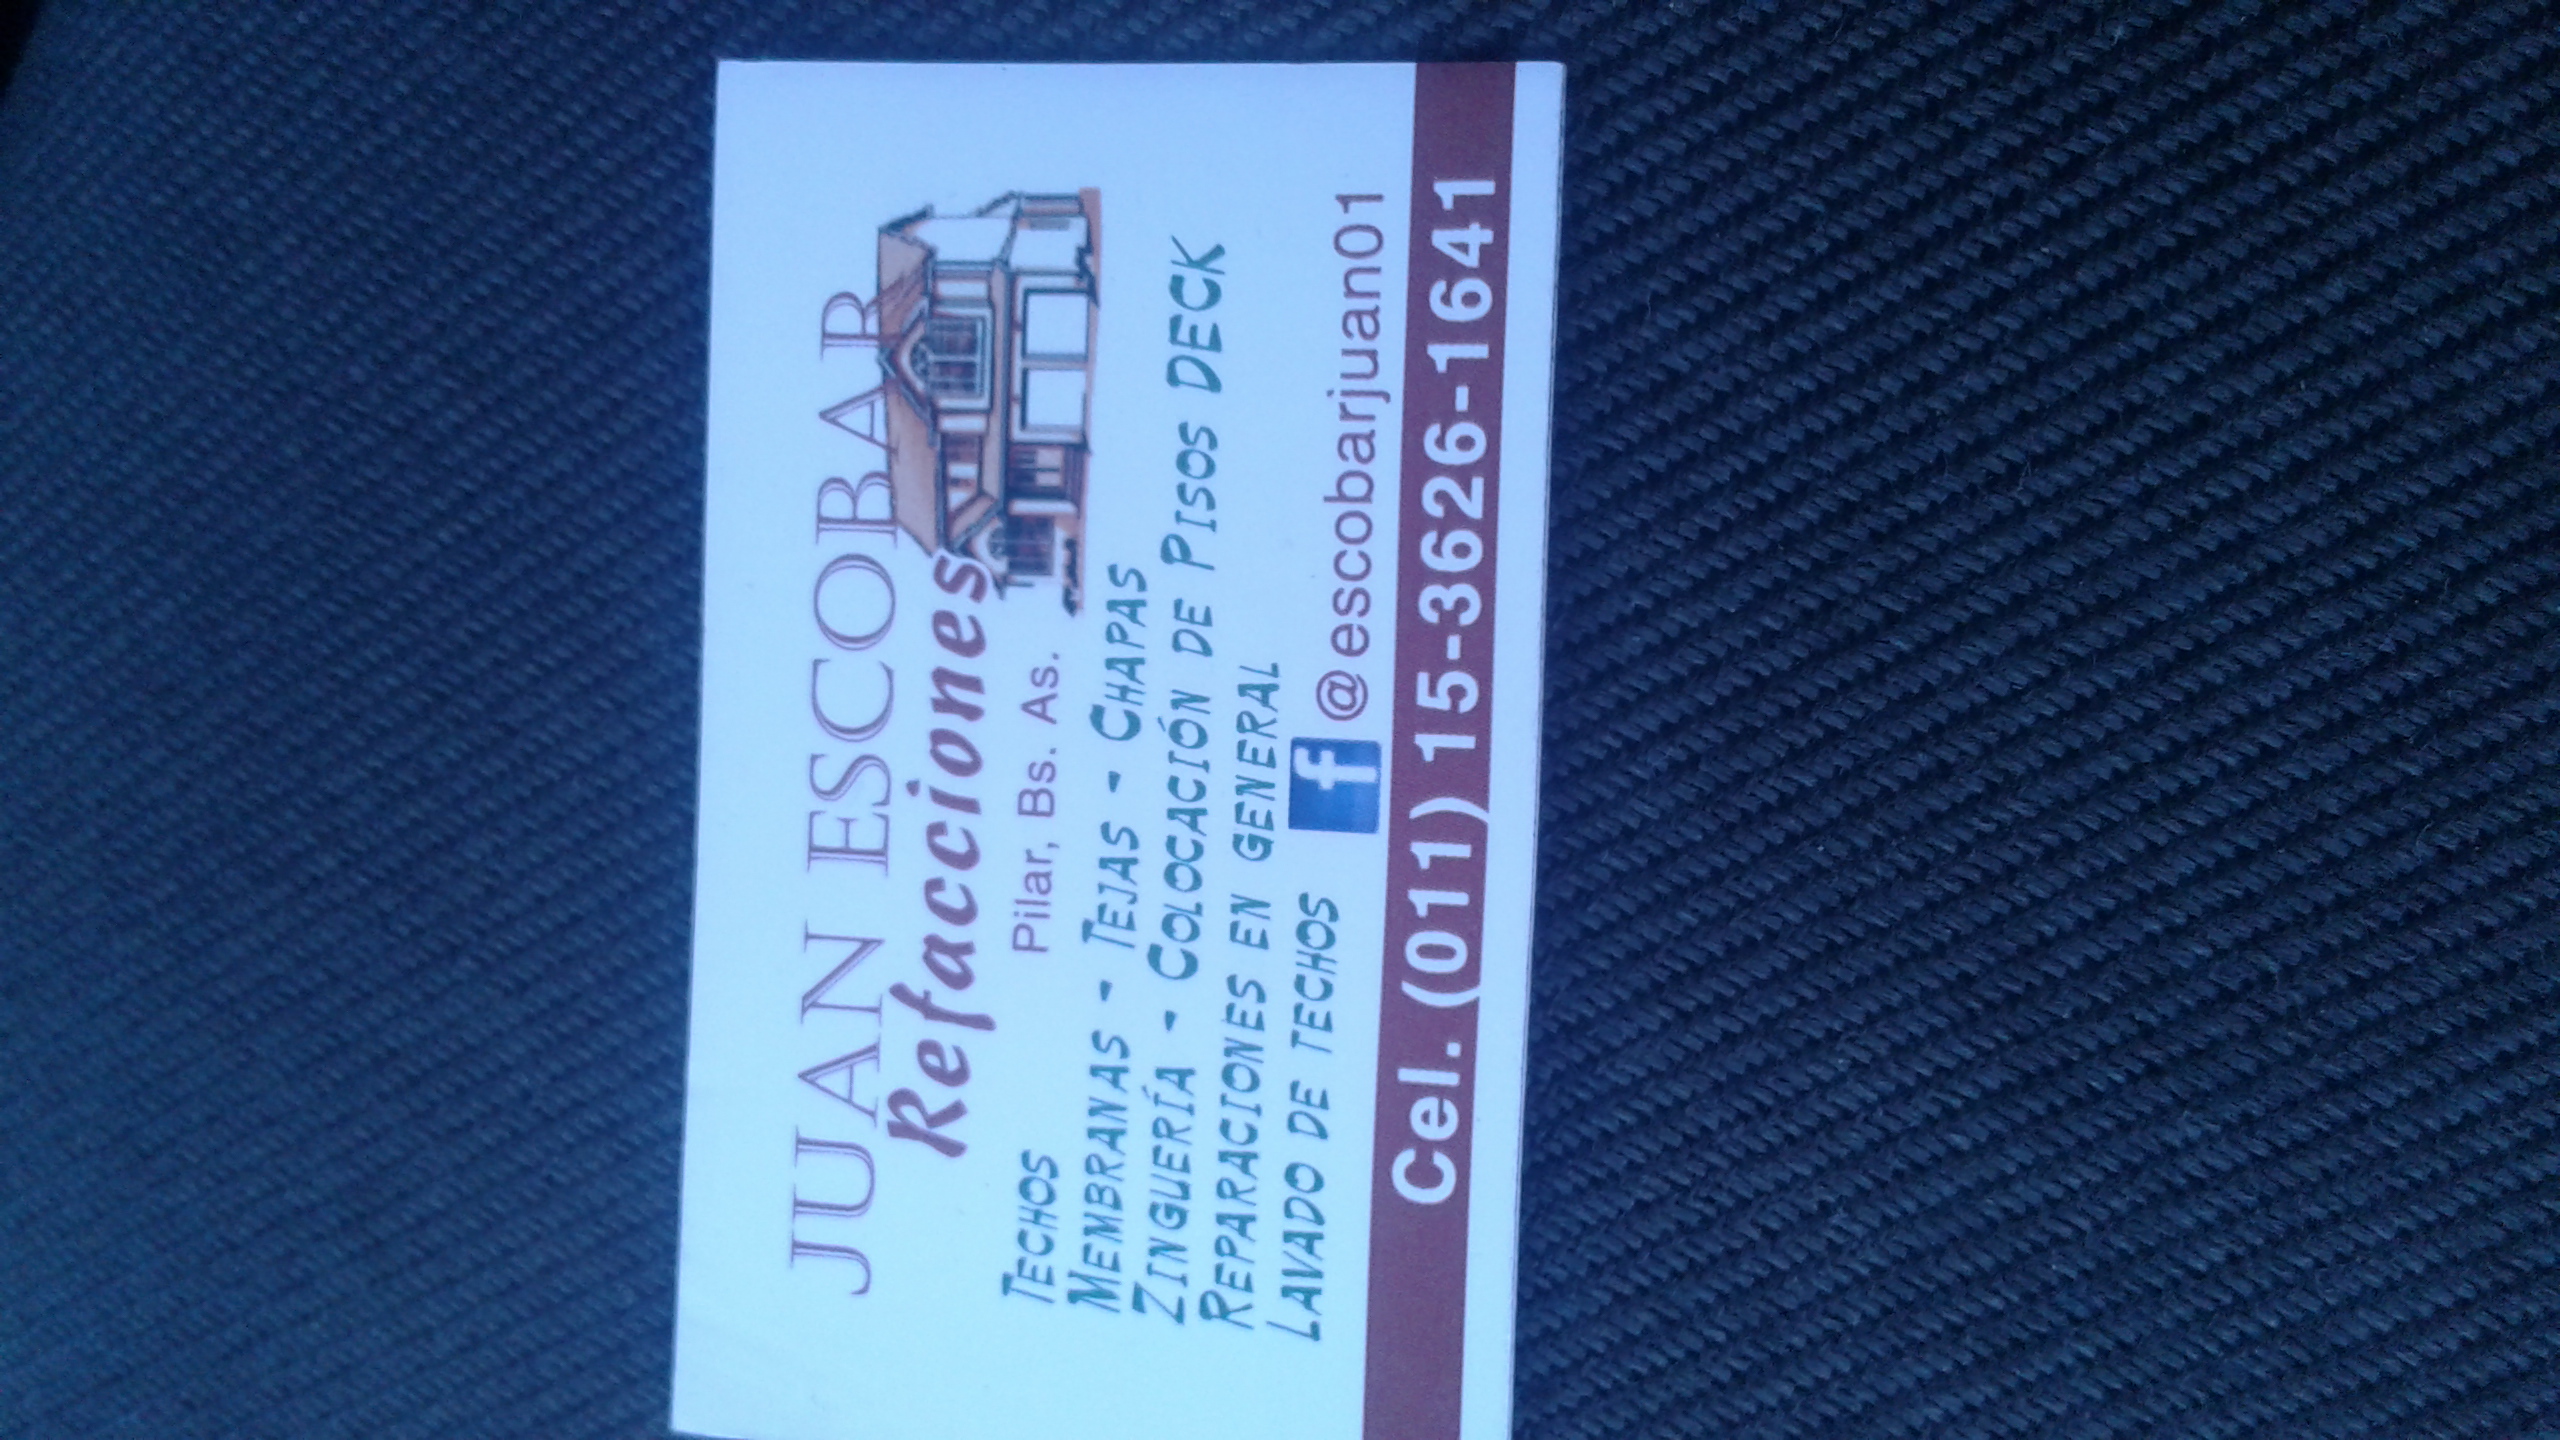 JUAN ESCOBAR
Refacciones
Pilar, Bs. As.
TECHOS
MEMBRANAS - TEJAS - CHAPAS
ZINGUERÍA - COLOCACIÓN DE PISOS DECK
REPARACIONES EN GENERAL
LAVADO DE TECHOS
f @escobarjuan01
Cel. (011) 15-3626-1641